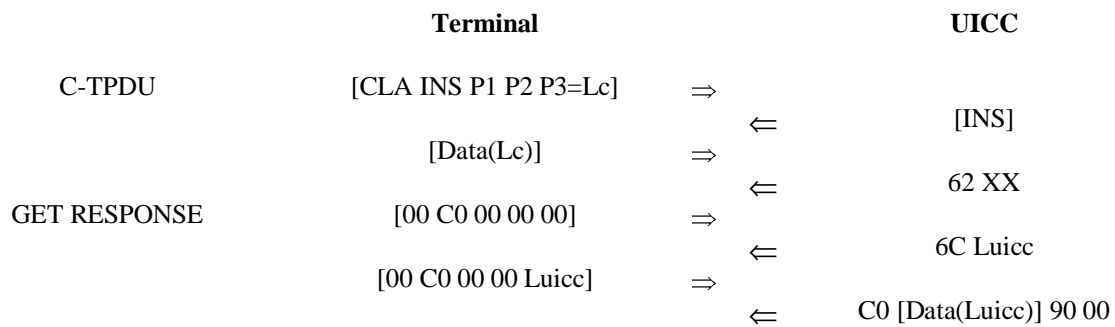 Terminal UICC
C-TPDU [CLA INS P1 P2 P3=Lc] ⇒
⇐ [INS]
[Data(Lc)] ⇒
⇐ 62 XX
GET RESPONSE [00 C0 00 00 00] ⇒
⇐ 6C Luicc
[00 C0 00 00 Luicc] ⇒
⇐ C0 [Data(Luicc)] 90 00